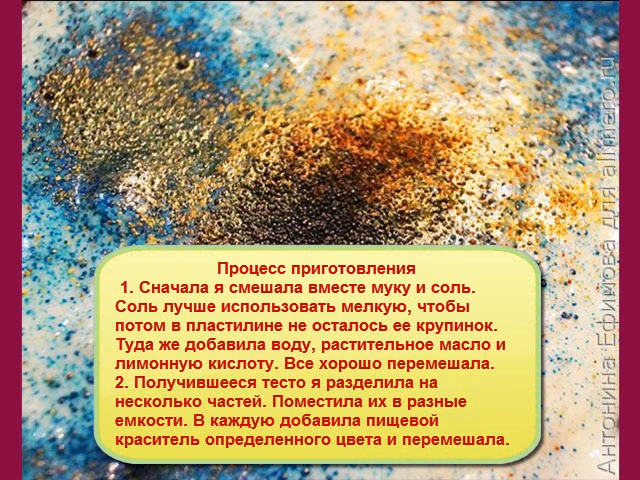 Процесс приготовления
1. Сначала я смешала вместе муку и соль.
Соль лучше использовать мелкую, чтобы
потом в пластилине не осталось ее крупинок.
Туда же добавила воду, растительное масло и
лимонную кислоту. Все хорошо перемешала.
2. Получившееся тесто я разделила на
несколько частей. Поместила их в разные
емкости. В каждую добавила пищевой
краситель определенного цвета и перемешала.
Антонина Ефимова для alimero.ru